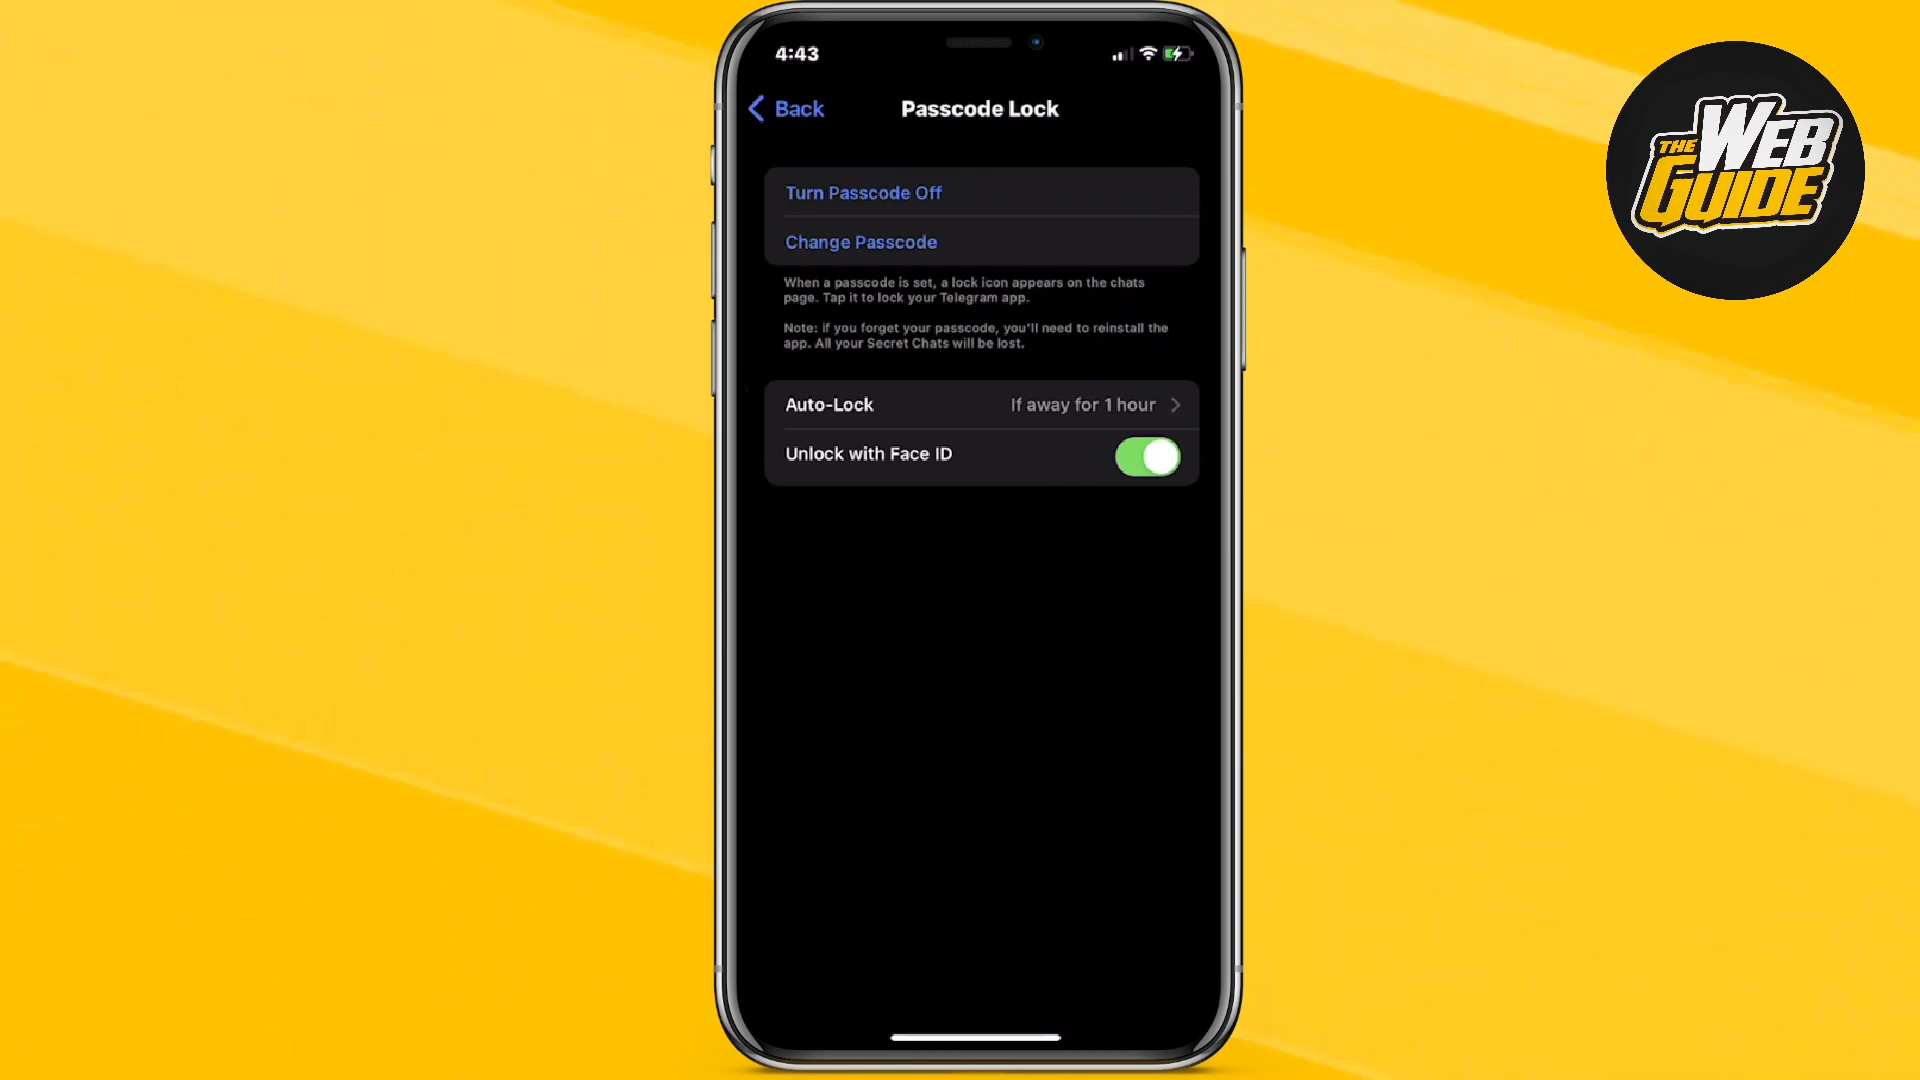 4:43
Back
Passcode Lock
THE WEB
GUIDE
Turn Passcode Off
Change Passcode
When a passcode is set, a lock icon appears on the chats
page. Tap it to lock your Telegram app.
Note: if you forget your passcode, you'll need to reinstall the
app. All your Secret Chats will be lost.
Auto-Lock If away for 1 hour
Unlock with Face ID